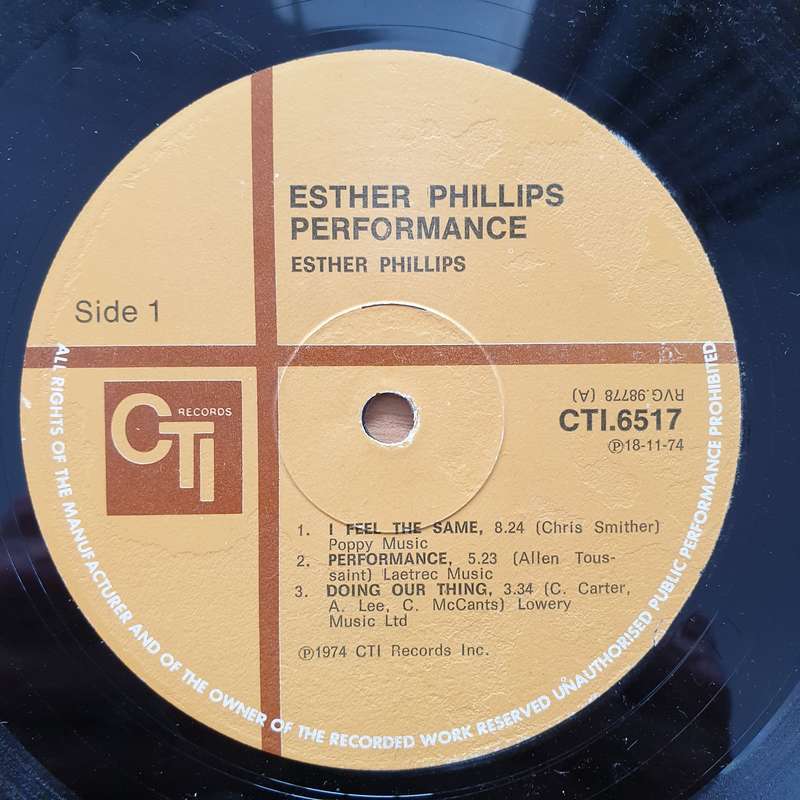 ESTHER PHILLIPS
PERFORMANCE
ESTHER PHILLIPS
Side 1
CTI RECORDS
RVG.98778 (A)
CTI.6517
℗18-11-74
1. I FEEL THE SAME, 8.24 (Chris Smither)
Poppy Music
2. PERFORMANCE, 5.23 (Allen Tous-
saint) Laetrec Music
3. DOING OUR THING, 3.34 (C. Carter,
A. Lee, C. McCants) Lowery
Music Ltd
℗1974 CTI Records Inc.
ALL RIGHTS OF THE MANUFACTURER AND OF THE OWNER OF THE RECORDED WORK RESERVED UNAUTHORISED PUBLIC PERFORMANCE PROHIBITED